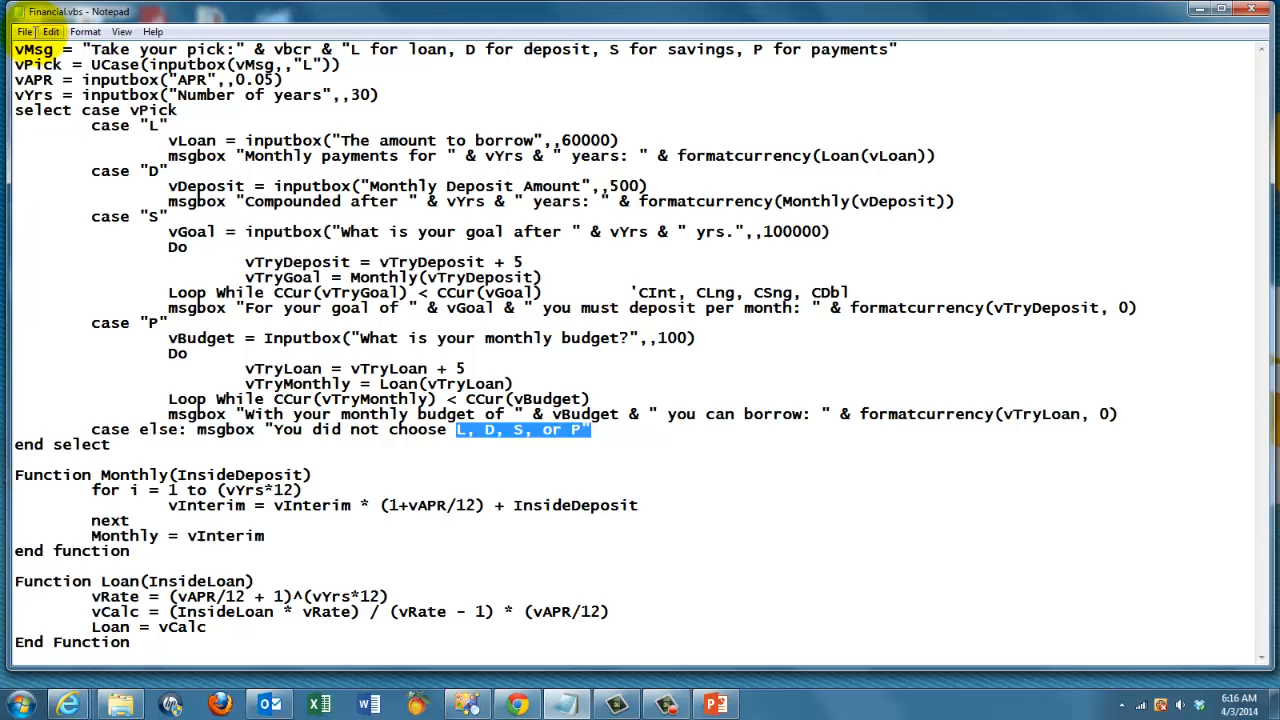 Financial.vbs - Notepad
File Edit Format View Help
vMsg = "Take your pick:" & vbcr & "L for loan, D for deposit, S for savings, P for payments"
vPick = UCase(inputbox(vMsg,,"L"))
vAPR = inputbox("APR",,0.05)
vYrs = inputbox("Number of years",,30)
select case vPick
case "L"
vLoan = inputbox("The amount to borrow",,60000)
msgbox "Monthly payments for " & vYrs & " years: " & formatcurrency(Loan(vLoan))
case "D"
vDeposit = inputbox("Monthly Deposit Amount",,500)
msgbox "Compounded after " & vYrs & " years: " & formatcurrency(Monthly(vDeposit))
case "S"
vGoal = inputbox("What is your goal after " & vYrs & " yrs.",,100000)
Do
vTryDeposit = vTryDeposit + 5
vTryGoal = Monthly(vTryDeposit)
Loop While CCur(vTryGoal) < CCur(vGoal) 'CInt, CLng, CSng, CDbl
msgbox "For your goal of " & vGoal & " you must deposit per month: " & formatcurrency(vTryDeposit, 0)
case "P"
vBudget = Inputbox("What is your monthly budget?",,100)
Do
vTryLoan = vTryLoan + 5
vTryMonthly = Loan(vTryLoan)
Loop While CCur(vTryMonthly) < CCur(vBudget)
msgbox "With your monthly budget of " & vBudget & " you can borrow: " & formatcurrency(vTryLoan, 0)
case else: msgbox "You did not choose L, D, S, or P"
end select
Function Monthly(InsideDeposit)
for i = 1 to (vYrs*12)
vInterim = vInterim * (1+vAPR/12) + InsideDeposit
next
Monthly = vInterim
end function
Function Loan(InsideLoan)
vRate = (vAPR/12 + 1)^(vYrs*12)
vCalc = (InsideLoan * vRate) / (vRate - 1) * (vAPR/12)
Loan = vCalc
End Function
6:16 AM
4/3/2014